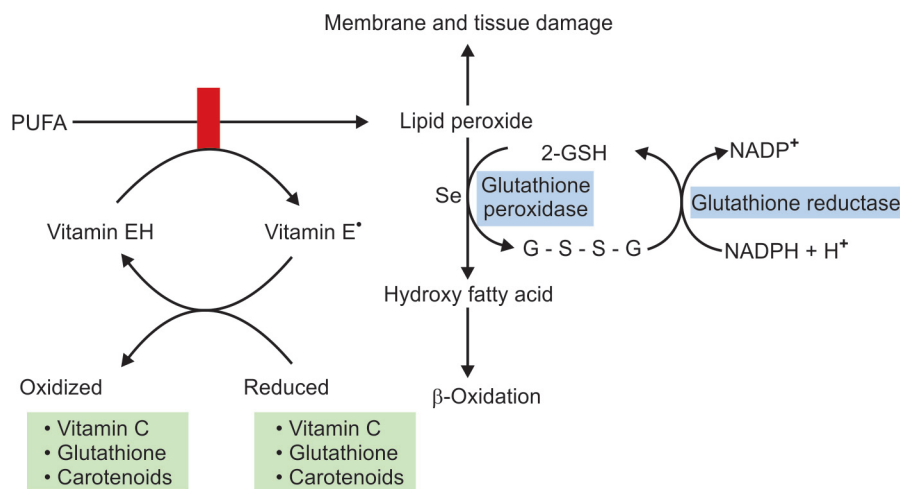 Membrane and tissue damage
PUFA
Lipid peroxide
2-GSH
NADP+
Se
Glutathione
peroxidase
Glutathione reductase
Vitamin EH
Vitamin E•
G - S - S - G
NADPH + H+
Hydroxy fatty acid
Oxidized
Reduced
β-Oxidation
• Vitamin C
• Glutathione
• Carotenoids
• Vitamin C
• Glutathione
• Carotenoids